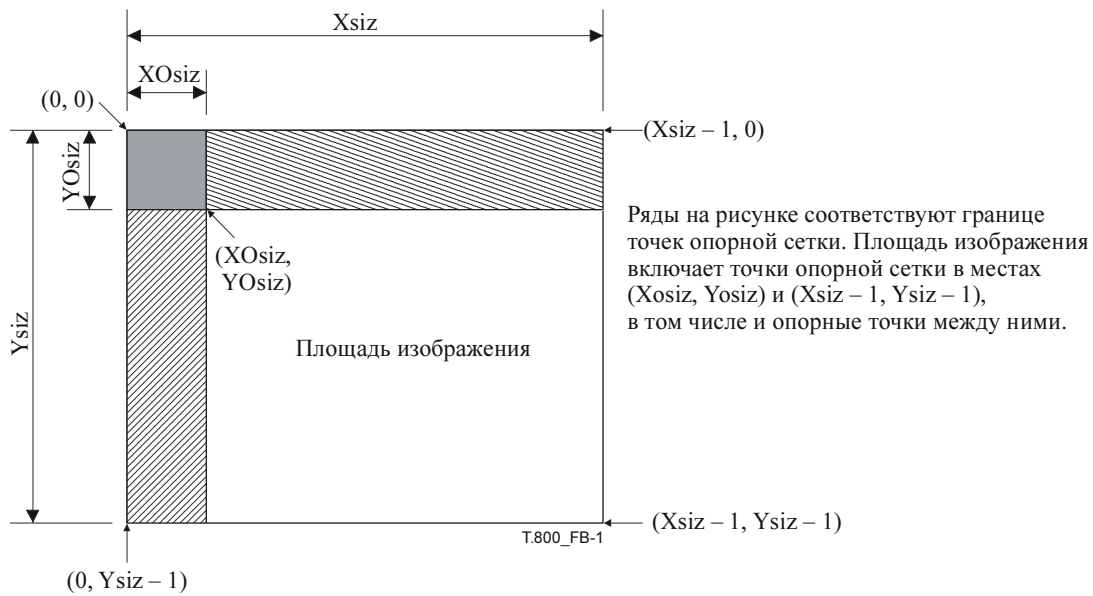 Xsiz
XOsiz
(0, 0)
(Xsiz – 1, 0)
YOsiz
Ряды на рисунке соответствуют границе
точек опорной сетки. Площадь изображения
включает точки опорной сетки в местах
(Xosiz, Yosiz) и (Xsiz – 1, Ysiz – 1),
в том числе и опорные точки между ними.
(XOsiz,
YOsiz)
Ysiz
Площадь изображения
(Xsiz – 1, Ysiz – 1)
T.800_FB-1
(0, Ysiz – 1)